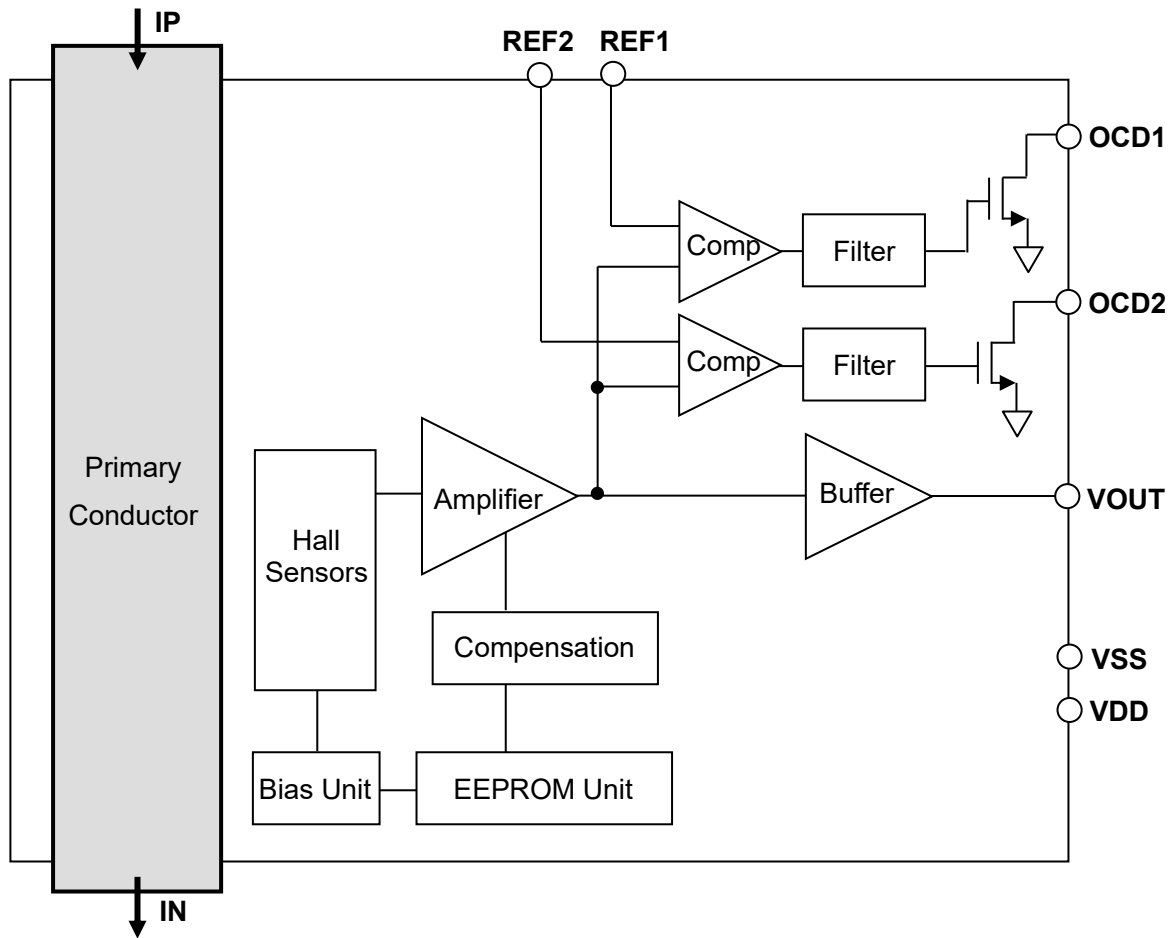 IP
REF2
REF1
OCD1
Comp
Filter
OCD2
Comp
Filter
Primary
Conductor
Hall
Sensors
Amplifier
Buffer
VOUT
Compensation
VSS
VDD
Bias Unit
EEPROM Unit
IN